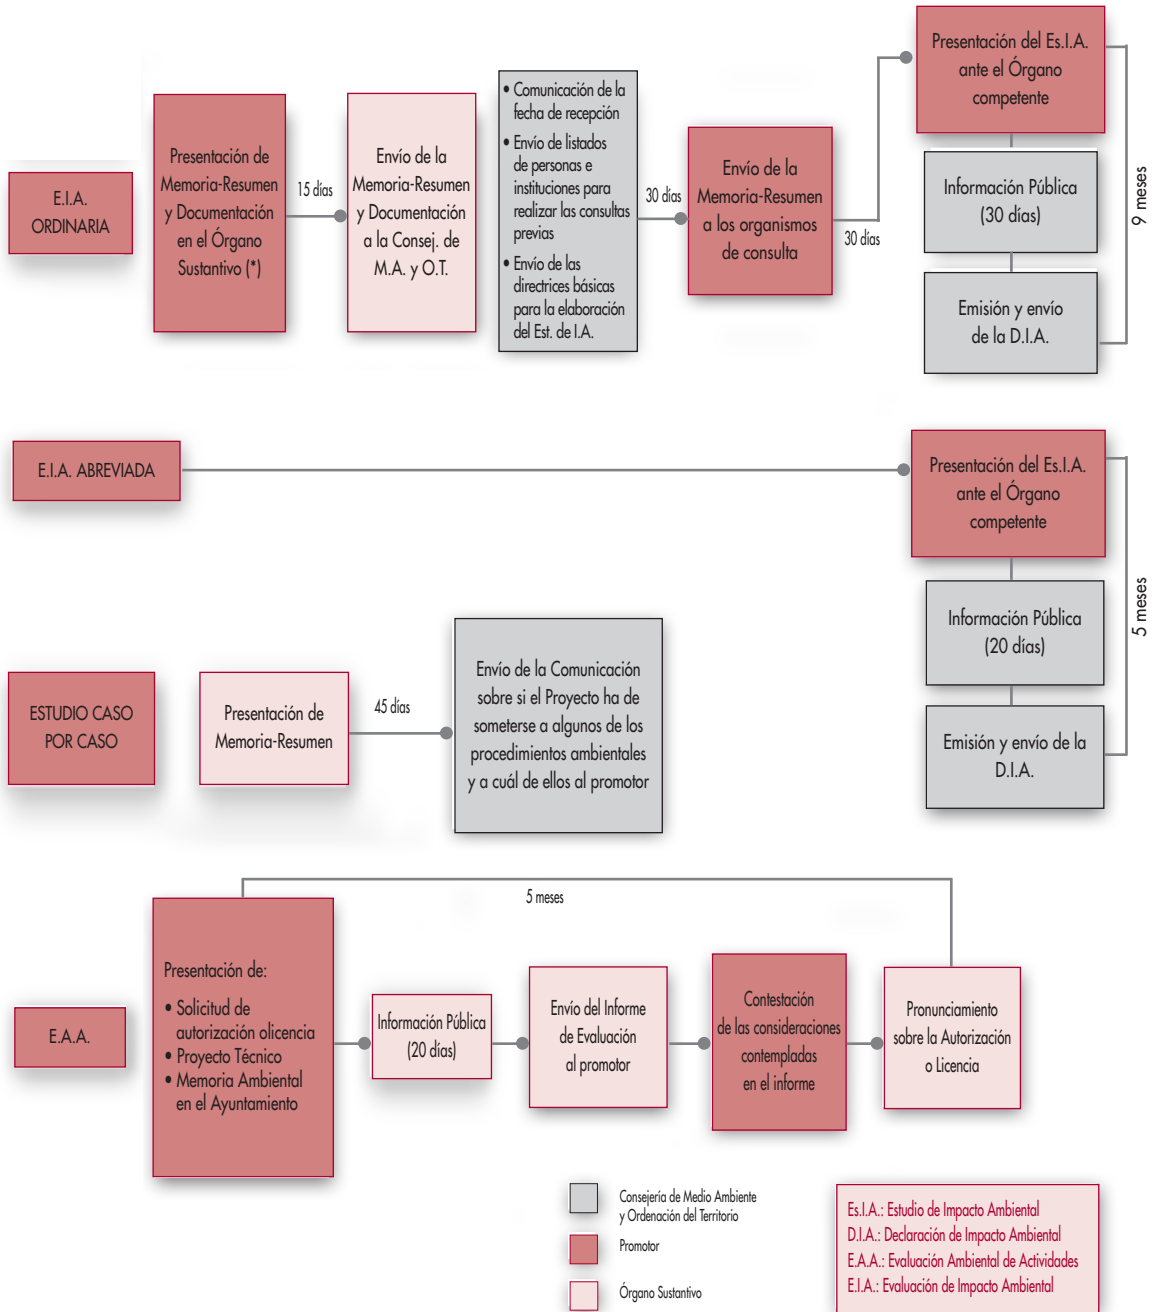 E.I.A.
ORDINARIA
Presentación de
Memoria-Resumen
y Documentación
en el Órgano
Sustantivo (*)
15 días
Envío de la
Memoria-Resumen
y Documentación
a la Consej. de
M.A. y O.T.
• Comunicación de la
fecha de recepción
• Envío de listados
de personas e
instituciones para
realizar las consultas
previas
• Envío de las
directrices básicas
para la elaboración
del Est. de I.A.
30 días
Envío de la
Memoria-Resumen
a los organismos
de consulta
30 días
Presentación del Es.I.A.
ante el Órgano
competente
Información Pública
(30 días)
Emisión y envío
de la D.I.A.
9 meses
E.I.A. ABREVIADA
Presentación del Es.I.A.
ante el Órgano
competente
Información Pública
(20 días)
Emisión y envío de la
D.I.A.
5 meses
ESTUDIO CASO
POR CASO
Presentación de
Memoria-Resumen
45 días
Envío de la Comunicación
sobre si el Proyecto ha de
someterse a algunos de los
procedimientos ambientales
y a cuál de ellos al promotor
5 meses
E.A.A.
Presentación de:
• Solicitud de
autorización olicencia
• Proyecto Técnico
• Memoria Ambiental
en el Ayuntamiento
Información Pública
(20 días)
Envío del Informe
de Evaluación
al promotor
Contestación
de las consideraciones
contempladas
en el informe
Pronunciamiento
sobre la Autorización
o Licencia
Consejería de Medio Ambiente
y Ordenación del Territorio
Promotor
Órgano Sustantivo
Es.I.A.: Estudio de Impacto Ambiental
D.I.A.: Declaración de Impacto Ambiental
E.A.A.: Evaluación Ambiental de Actividades
E.I.A.: Evaluación de Impacto Ambiental